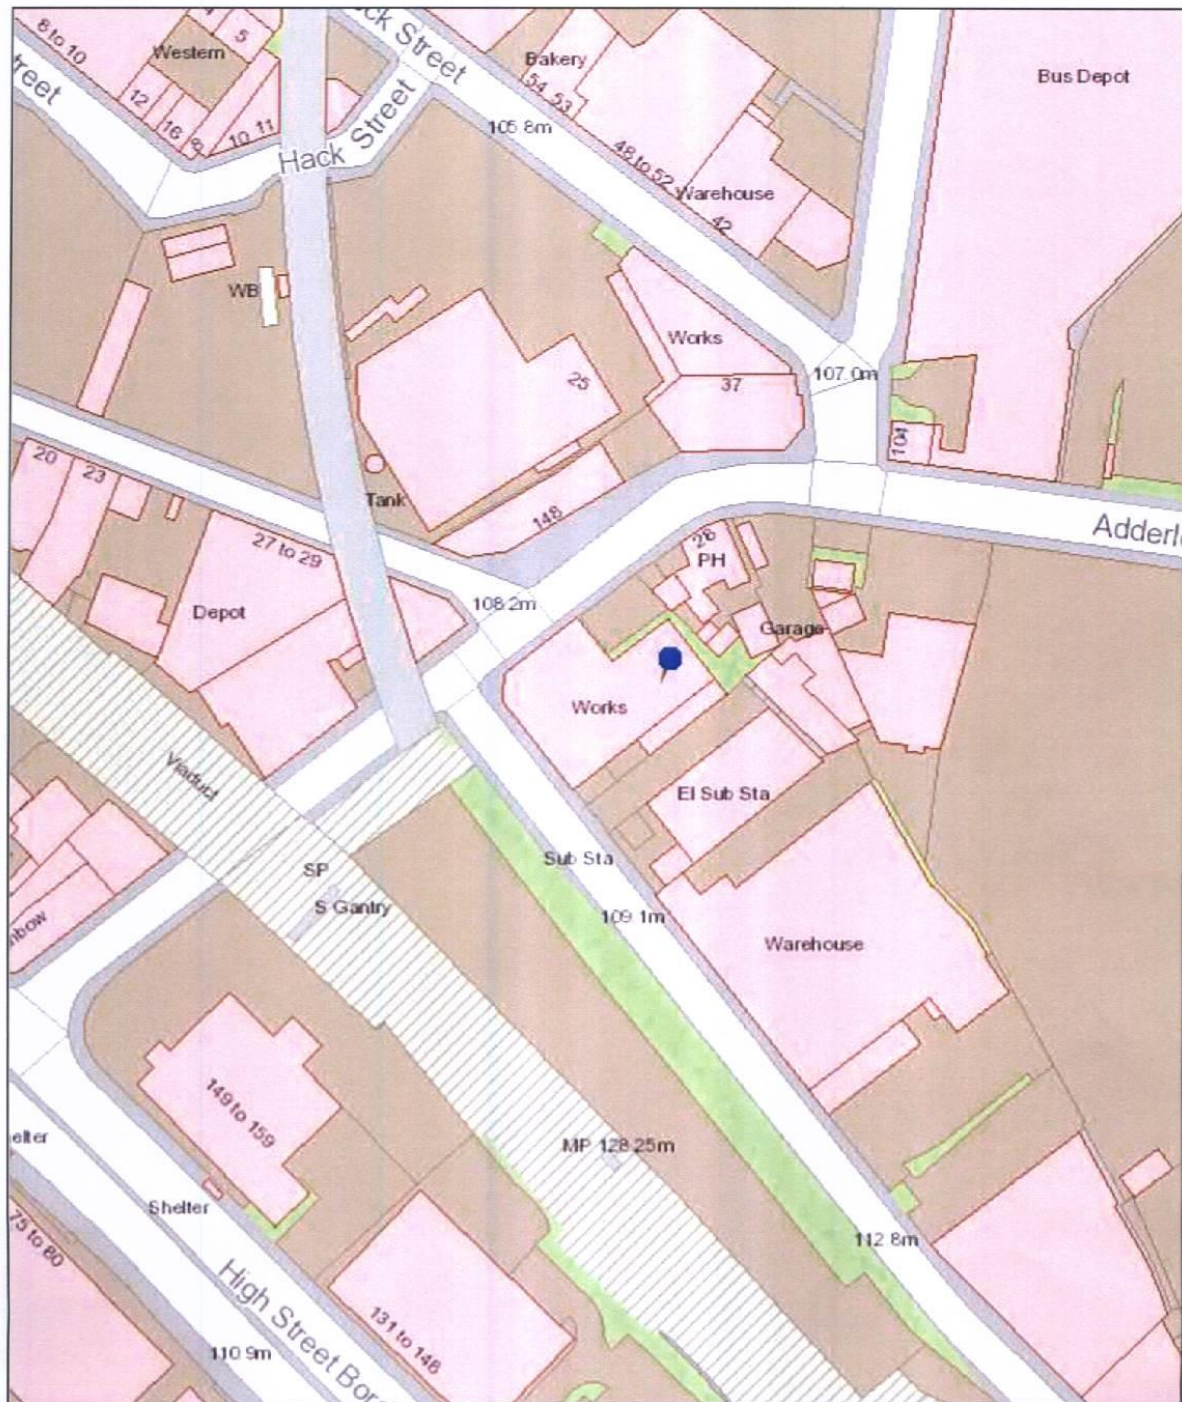 8 to 10
5
Western
12
16
8
10
11
Hack Street
ck Street
Bakery
54
53
105.8m
48 to 52
Warehouse
42
Bus Depot
WB
Works
25
37
107.0m
104
20
23
Tank
148
27 to 29
Depot
108.2m
26
PH
Garage
Works
El Sub Sta
Viaduct
SP
S Gantry
Sub Sta
109.1m
Warehouse
149 to 159
MP 128.25m
Shelter
112.8m
75 to 80
High Street Bor
131 to 148
110.9m